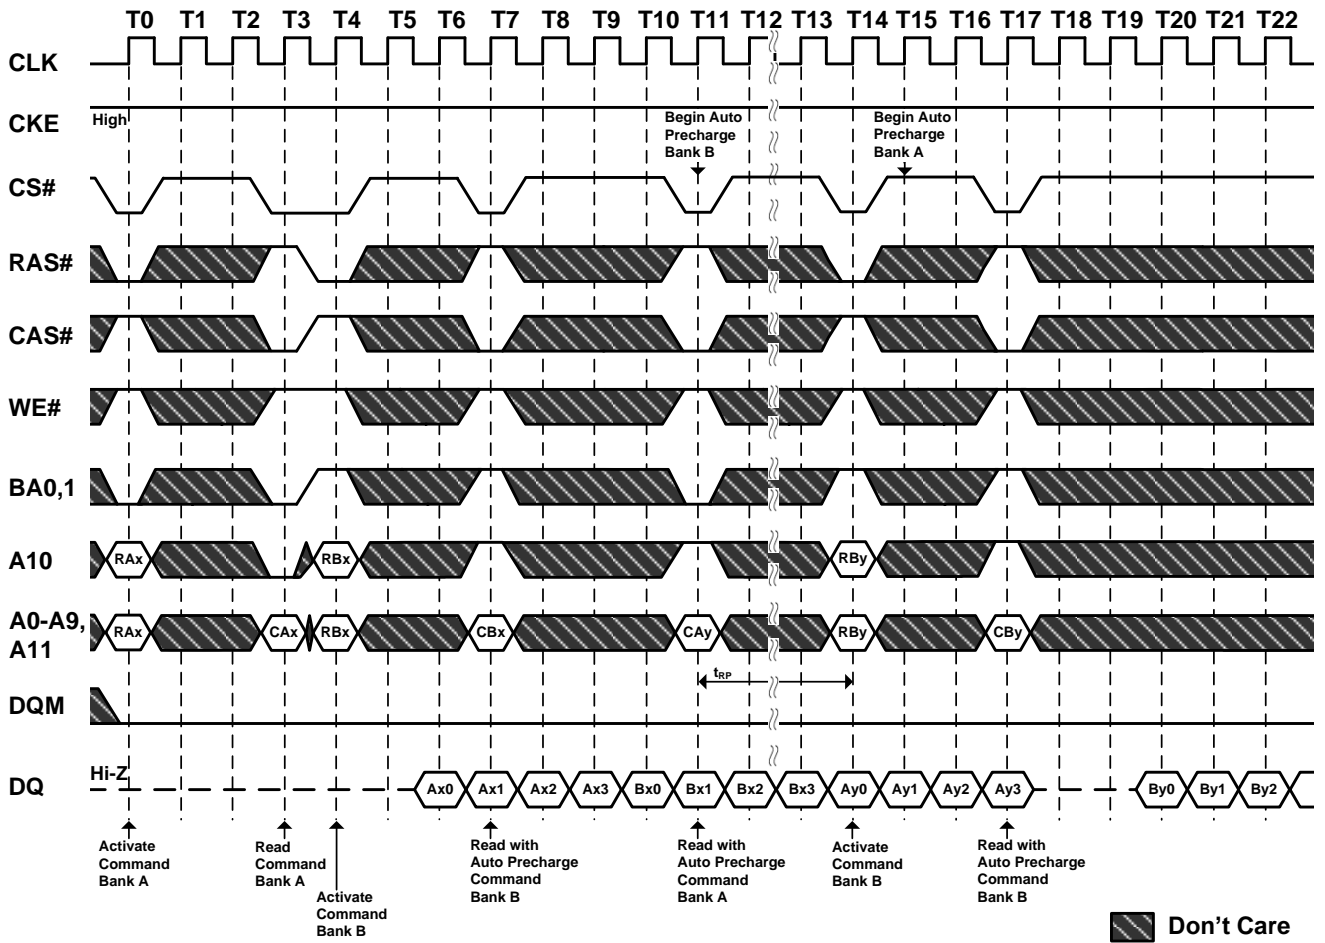 T0 T1 T2 T3 T4 T5 T6 T7 T8 T9 T10 T11 T12 T13 T14 T15 T16 T17 T18 T19 T20 T21 T22
CLK
CKE
High
Begin Auto
Precharge
Bank B
Begin Auto
Precharge
Bank A
CS#
RAS#
CAS#
WE#
BA0,1
A10
RAx
RBx
RBy
A0-A9,
A11
RAx
CAx
RBx
CBx
CAy
RBy
CBy
tRP
DQM
Hi-Z
DQ
Ax0
Ax1
Ax2
Ax3
Bx0
Bx1
Bx2
Bx3
Ay0
Ay1
Ay2
Ay3
By0
By1
By2
Activate
Command
Bank A
Read
Command
Bank A
Activate
Command
Bank B
Read with
Auto Precharge
Command
Bank B
Read with
Auto Precharge
Command
Bank A
Activate
Command
Bank B
Read with
Auto Precharge
Command
Bank B
Don't Care